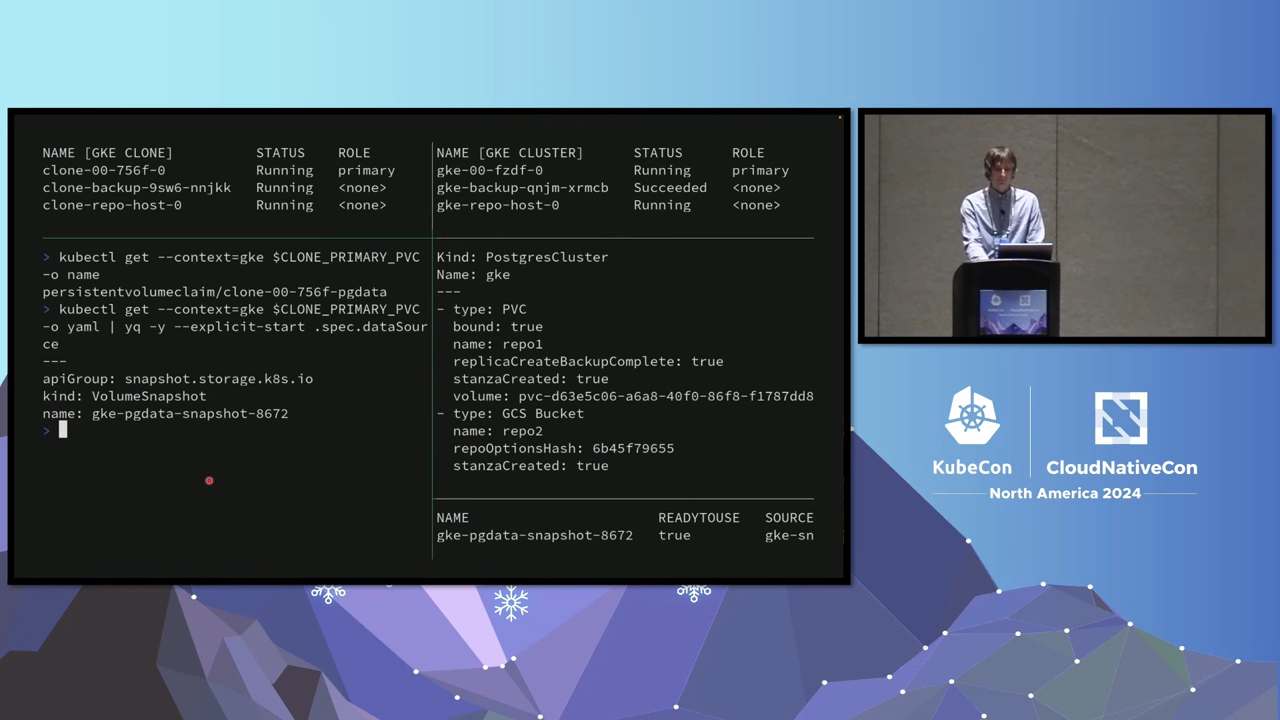 NAME [GKE CLONE] STATUS ROLE
clone-00-756f-0 Running primary
clone-backup-9sw6-nnjkk Running <none>
clone-repo-host-0 Running <none>
NAME [GKE CLUSTER] STATUS ROLE
gke-00-fzdf-0 Running primary
gke-backup-qnjm-xrmcb Succeeded <none>
gke-repo-host-0 Running <none>
> kubectl get --context=gke $CLONE_PRIMARY_PVC
-o name
persistentvolumeclaim/clone-00-756f-pgdata
> kubectl get --context=gke $CLONE_PRIMARY_PVC
-o yaml | yq -y --explicit-start .spec.dataSour
ce
---
apiGroup: snapshot.storage.k8s.io
kind: VolumeSnapshot
name: gke-pgdata-snapshot-8672
>
Kind: PostgresCluster
Name: gke
---
- type: PVC
bound: true
name: repo1
replicaCreateBackupComplete: true
stanzaCreated: true
volume: pvc-d63e5c06-a6a8-40f0-86f8-f1787dd8
- type: GCS Bucket
name: repo2
repoOptionsHash: 6b45f79655
stanzaCreated: true
NAME READYTOUSE SOURCE
gke-pgdata-snapshot-8672 true gke-sn
KubeCon
CloudNativeCon
North America 2024